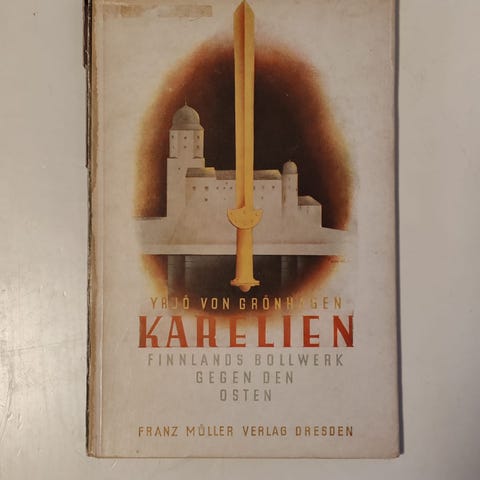 YRJÖ VON GRÖNHAGEN
KARELIEN
FINNLANDS BOLLWERK
GEGEN DEN
OSTEN
FRANZ MÜLLER VERLAG DRESDEN